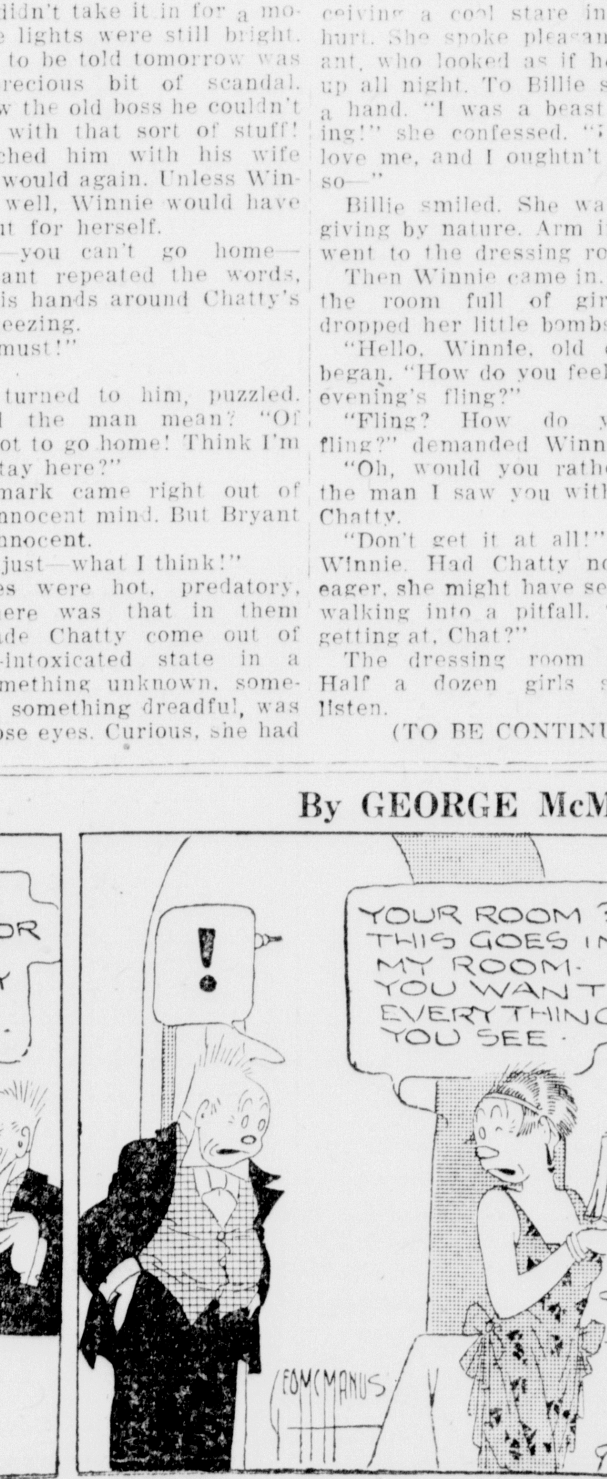 didn't take it in for a mo-
lights were still bright.
to be told tomorrow was
recious bit of scandal.
w the old boss he couldn't
with that sort of stuff!
ched him with his wife
would again. Unless Win-
well, Winnie would have
ut for herself.
—you can't go home—
ant repeated the words,
is hands around Chatty's
eezing.
must!"
turned to him, puzzled.
d the man mean? "Of
ot to go home! Think I'm
tay here?"
mark came right out of
nnocent mind. But Bryant
nnocent.
just—what I think!"
es were hot, predatory,
here was that in them
ade Chatty come out of
-intoxicated state in a
mething unknown, some-
something dreadful, was
ose eyes. Curious, she had
ceiving a cool stare in
hurt. She spoke pleasan
ant, who looked as if h
up all night. To Billie s
a hand. "I was a beast
ing!" she confessed.
love me, and I oughtn't
so—"
Billie smiled. She wa
giving by nature. Arm i
went to the dressing ro
Then Winnie came in.
the room full of gir
dropped her little bombs
"Hello, Winnie, old
began. "How do you feel
evening's fling?"
"Fling? How do y
fling?" demanded Winn
"Oh, would you rath
the man I saw you with
Chatty.
"Don't get it at all!"
Winnie. Had Chatty no
eager, she might have se
walking into a pitfall.
getting at, Chat?"
The dressing room
Half a dozen girls s
listen.
(TO BE CONTINU
By GEORGE McM
OR
Y
!
YOUR ROOM?
THIS GOES IN
MY ROOM-
YOU WANT
EVERYTHING
YOU SEE.
GEO McMANUS